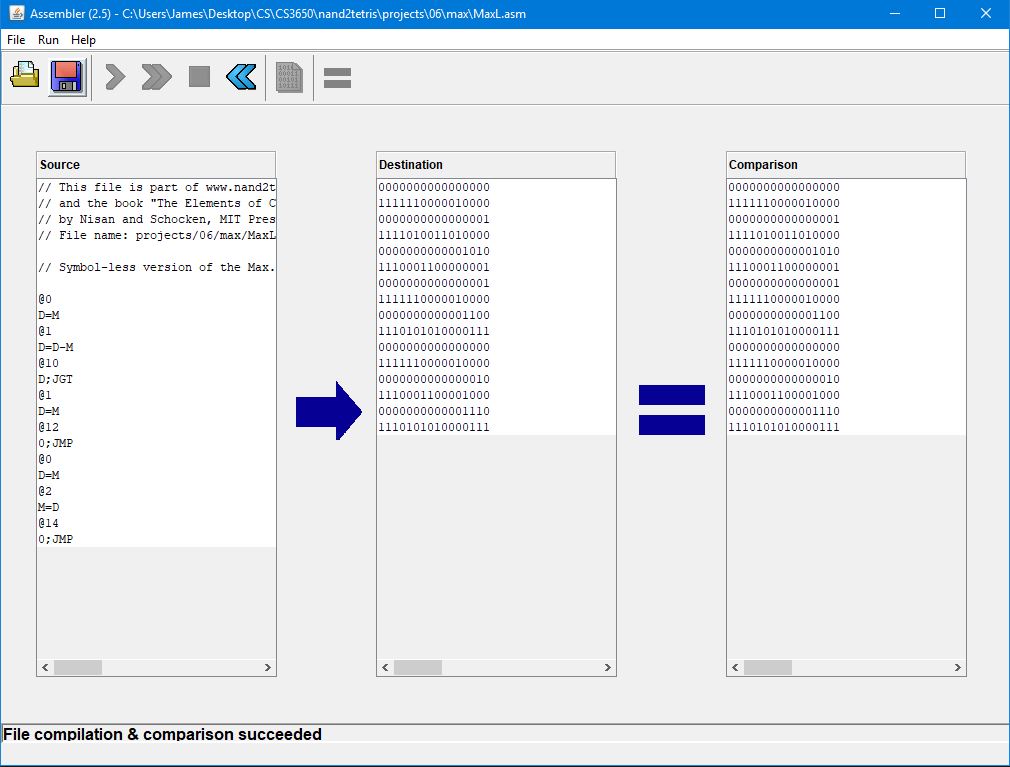 Assembler (2.5) - C:\Users\James\Desktop\CS\CS3650\nand2tetris\projects\06\max\MaxL.asm
File Run Help
Source
// This file is part of www.nand2t
// and the book "The Elements of C
// by Nisan and Schocken, MIT Pres
// File name: projects/06/max/MaxL
// Symbol-less version of the Max.
@0
D=M
@1
D=D-M
@10
D;JGT
@1
D=M
@12
0;JMP
@0
D=M
@2
M=D
@14
0;JMP
Destination
0000000000000000
1111110000010000
0000000000000001
1111010011010000
0000000000001010
1110001100000001
0000000000000001
1111110000010000
0000000000001100
1110101010000111
0000000000000000
1111110000010000
0000000000000010
1110001100001000
0000000000001110
1110101010000111
Comparison
0000000000000000
1111110000010000
0000000000000001
1111010011010000
0000000000001010
1110001100000001
0000000000000001
1111110000010000
0000000000001100
1110101010000111
0000000000000000
1111110000010000
0000000000000010
1110001100001000
0000000000001110
1110101010000111
File compilation & comparison succeeded